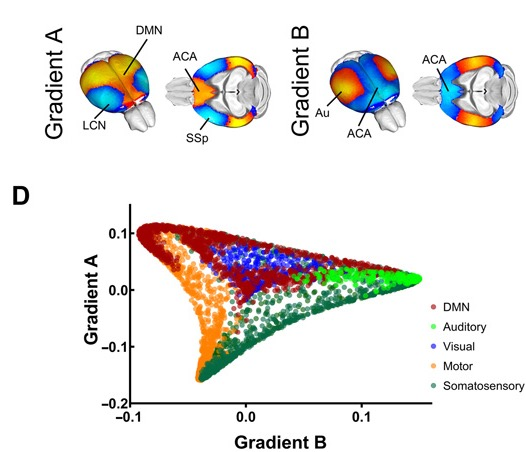 Gradient A
DMN
ACA
LCN
SSp
Gradient B
ACA
Au
ACA
D
Gradient A
0.1
0.0
−0.1
−0.2
−0.1
0.0
0.1
Gradient B
DMN
Auditory
Visual
Motor
Somatosensory